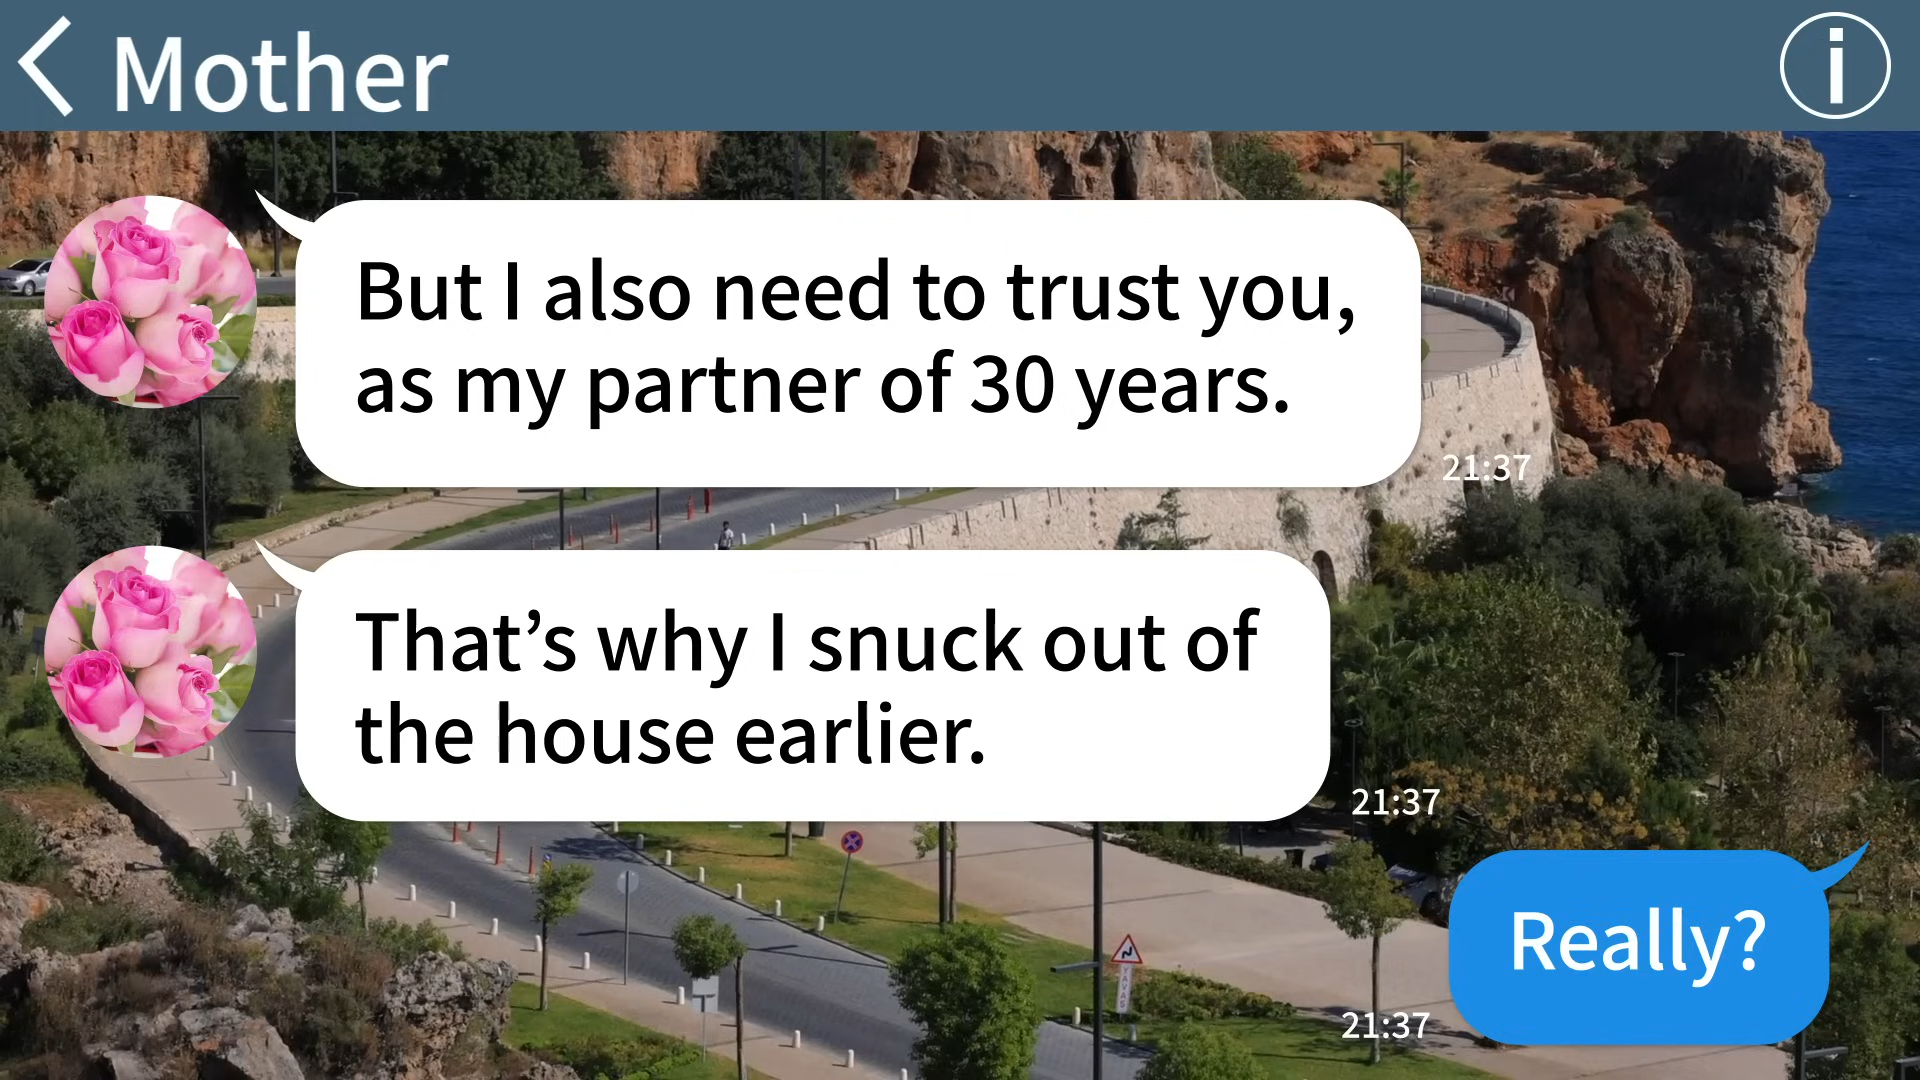 Mother
i
But I also need to trust you,
as my partner of 30 years.
21:37
That’s why I snuck out of
the house earlier.
21:37
Really?
21:37
YAVAŞ